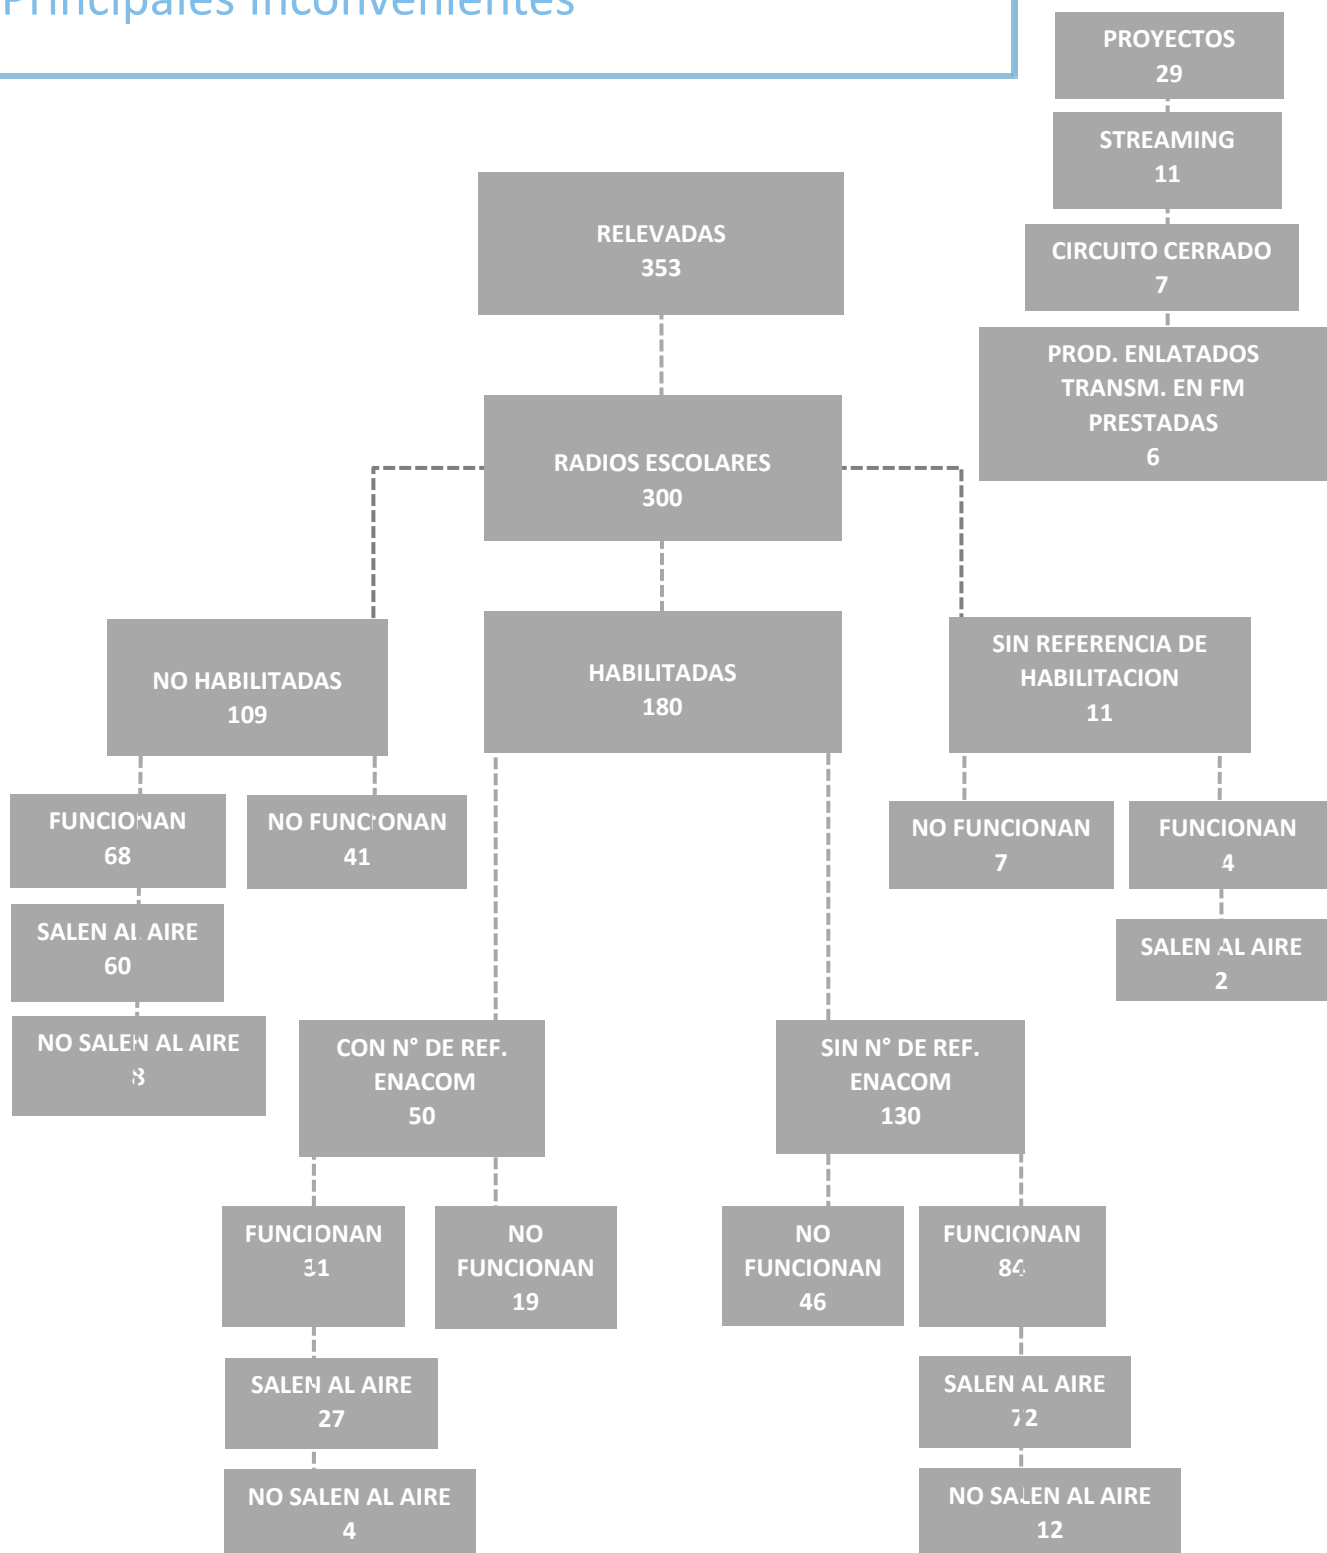 Principales Inconvenientes
PROYECTOS
29
STREAMING
11
CIRCUITO CERRADO
7
PROD. ENLATADOS
TRANSM. EN FM
PRESTADAS
6
RELEVADAS
353
RADIOS ESCOLARES
300
NO HABILITADAS
109
HABILITADAS
180
SIN REFERENCIA DE
HABILITACION
11
FUNCIONAN
68
NO FUNCIONAN
41
SALEN AL AIRE
60
NO SALEN AL AIRE
8
NO FUNCIONAN
7
FUNCIONAN
4
SALEN AL AIRE
2
CON N° DE REF.
ENACOM
50
SIN N° DE REF.
ENACOM
130
FUNCIONAN
31
NO
FUNCIONAN
19
NO
FUNCIONAN
46
FUNCIONAN
84
SALEN AL AIRE
27
NO SALEN AL AIRE
4
SALEN AL AIRE
72
NO SALEN AL AIRE
12